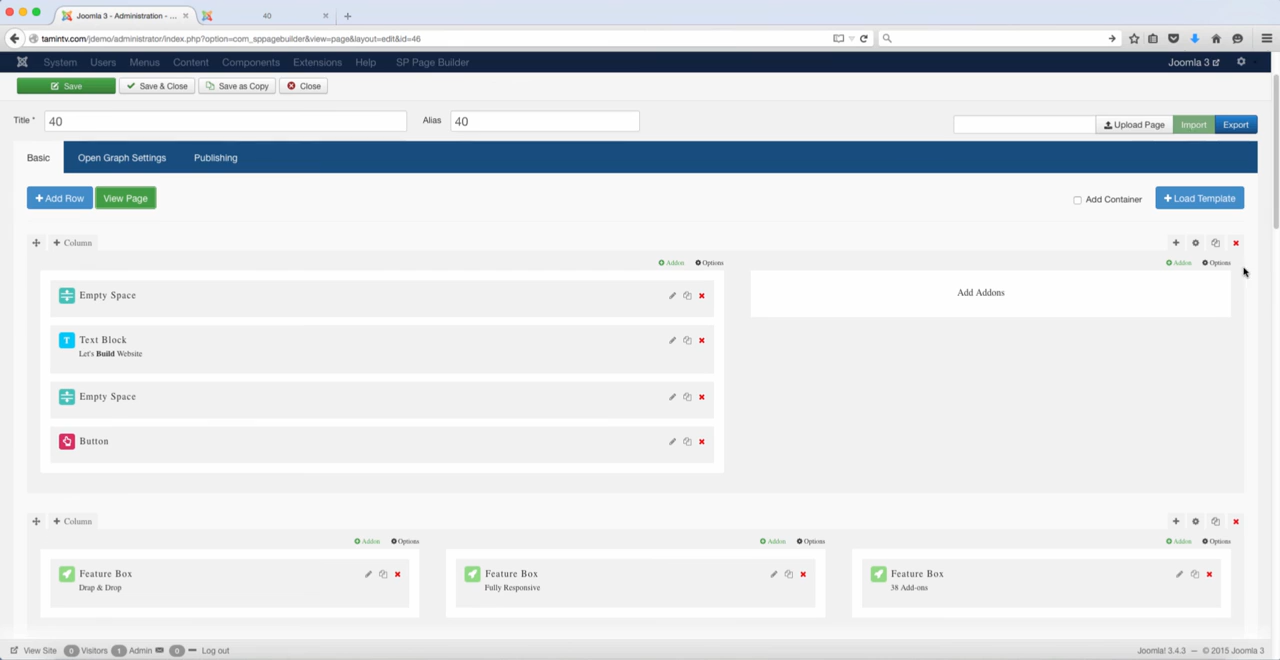 Joomla 3 - Administration - ...
40
tamintv.com/jdemo/administrator/index.php?option=com_sppagebuilder&view=page&layout=edit&id=46
System Users Menus Content Components Extensions Help SP Page Builder Joomla 3
Save Save & Close Save as Copy Close
Title * 40 Alias 40 Upload Page Import Export
Basic Open Graph Settings Publishing
+ Add Row View Page Add Container + Load Template
+ Column
Addon Options Addon Options
Empty Space
Add Addons
Text Block
Let's Build Website
Empty Space
Button
+ Column
Addon Options Addon Options Addon Options
Feature Box Feature Box Feature Box
Drap & Drop Fully Responsive 38 Add-ons
View Site 0 Visitors 1 Admin 0 Log out Joomla! 3.4.3 — © 2015 Joomla 3